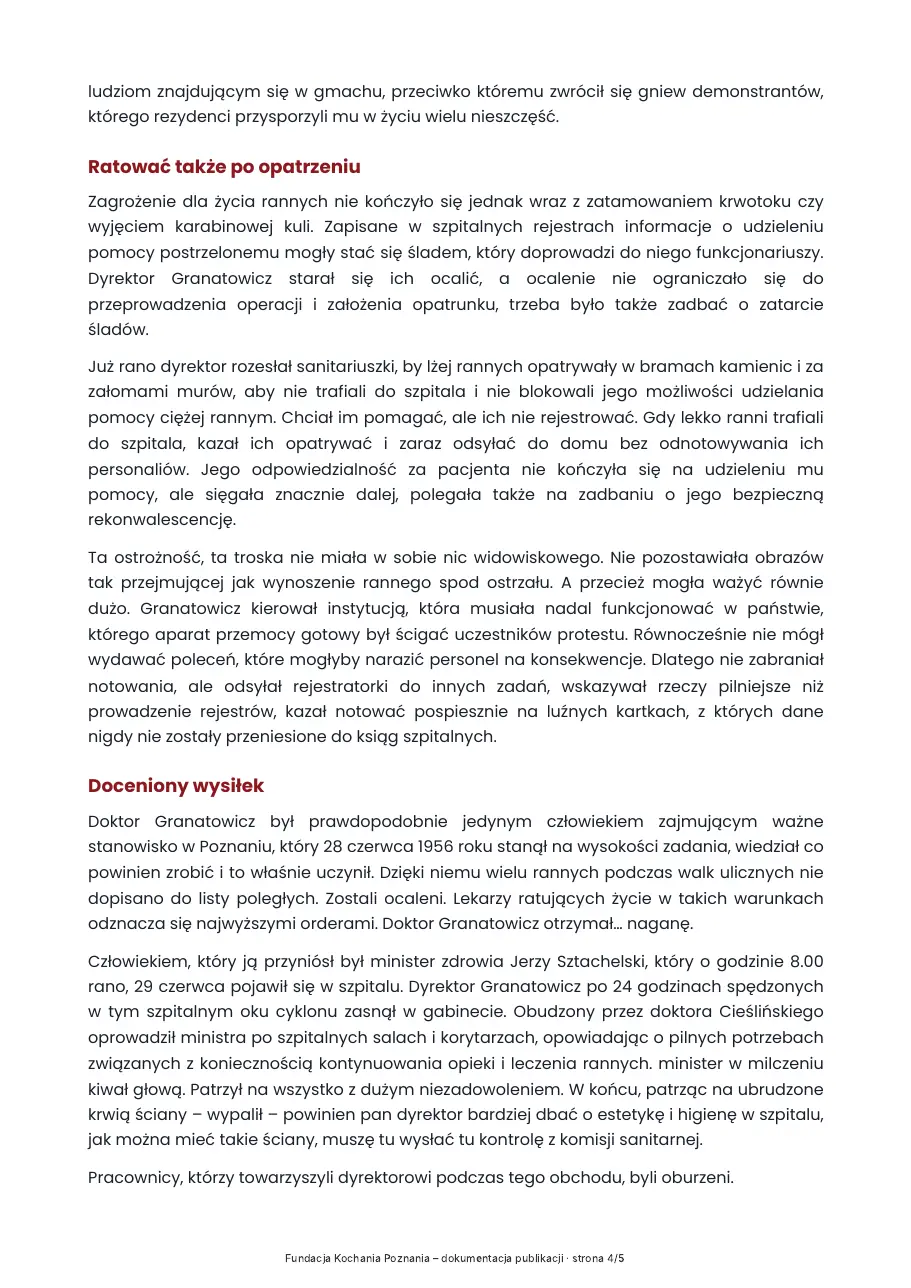 ludziom znajdującym się w gmachu, przeciwko któremu zwrócił się gniew demonstrantów,
którego rezydenci przysporzyli mu w życiu wielu nieszczęść.
Ratować także po opatrzeniu
Zagrożenie dla życia rannych nie kończyło się jednak wraz z zatamowaniem krwotoku czy
wyjęciem karabinowej kuli. Zapisane w szpitalnych rejestrach informacje o udzieleniu
pomocy postrzelonemu mogły stać się śladem, który doprowadzi do niego funkcjonariuszy.
Dyrektor Granatowicz starał się ich ocalić, a ocalenie nie ograniczało się do
przeprowadzenia operacji i założenia opatrunku, trzeba było także zadbać o zatarcie
śladów.
Już rano dyrektor rozesłał sanitariuszki, by lżej rannych opatrywały w bramach kamienic i za
załomami murów, aby nie trafiali do szpitala i nie blokowali jego możliwości udzielania
pomocy ciężej rannym. Chciał im pomagać, ale ich nie rejestrować. Gdy lekko ranni trafiali
do szpitala, kazał ich opatrywać i zaraz odsyłać do domu bez odnotowywania ich
personaliów. Jego odpowiedzialność za pacjenta nie kończyła się na udzieleniu mu
pomocy, ale sięgała znacznie dalej, polegała także na zadbaniu o jego bezpieczną
rekonwalescencję.
Ta ostrożność, ta troska nie miała w sobie nic widowiskowego. Nie pozostawiała obrazów
tak przejmującej jak wynoszenie rannego spod ostrzału. A przecież mogła ważyć równie
dużo. Granatowicz kierował instytucją, która musiała nadal funkcjonować w państwie,
którego aparat przemocy gotowy był ścigać uczestników protestu. Równocześnie nie mógł
wydawać poleceń, które mogłyby narazić personel na konsekwencje. Dlatego nie zabraniał
notowania, ale odsyłał rejestratorki do innych zadań, wskazywał rzeczy pilniejsze niż
prowadzenie rejestrów, kazał notować pospiesznie na luźnych kartkach, z których dane
nigdy nie zostały przeniesione do ksiąg szpitalnych.
Doceniony wysiłek
Doktor Granatowicz był prawdopodobnie jedynym człowiekiem zajmującym ważne
stanowisko w Poznaniu, który 28 czerwca 1956 roku stanął na wysokości zadania, wiedział co
powinien zrobić i to właśnie uczynił. Dzięki niemu wielu rannych podczas walk ulicznych nie
dopisano do listy poległych. Zostali ocaleni. Lekarzy ratujących życie w takich warunkach
odznacza się najwyższymi orderami. Doktor Granatowicz otrzymał… naganę.
Człowiekiem, który ją przyniósł był minister zdrowia Jerzy Sztachelski, który o godzinie 8.00
rano, 29 czerwca pojawił się w szpitalu. Dyrektor Granatowicz po 24 godzinach spędzonych
w tym szpitalnym oku cyklonu zasnął w gabinecie. Obudzony przez doktora Cieślińskiego
oprowadził ministra po szpitalnych salach i korytarzach, opowiadając o pilnych potrzebach
związanych z koniecznością kontynuowania opieki i leczenia rannych. minister w milczeniu
kiwał głową. Patrzył na wszystko z dużym niezadowoleniem. W końcu, patrząc na ubrudzone
krwią ściany – wypalił – powinien pan dyrektor bardziej dbać o estetykę i higienę w szpitalu,
jak można mieć takie ściany, muszę tu wysłać tu kontrolę z komisji sanitarnej.
Pracownicy, którzy towarzyszyli dyrektorowi podczas tego obchodu, byli oburzeni.
Fundacja Kochania Poznania – dokumentacja publikacji · strona 4/5